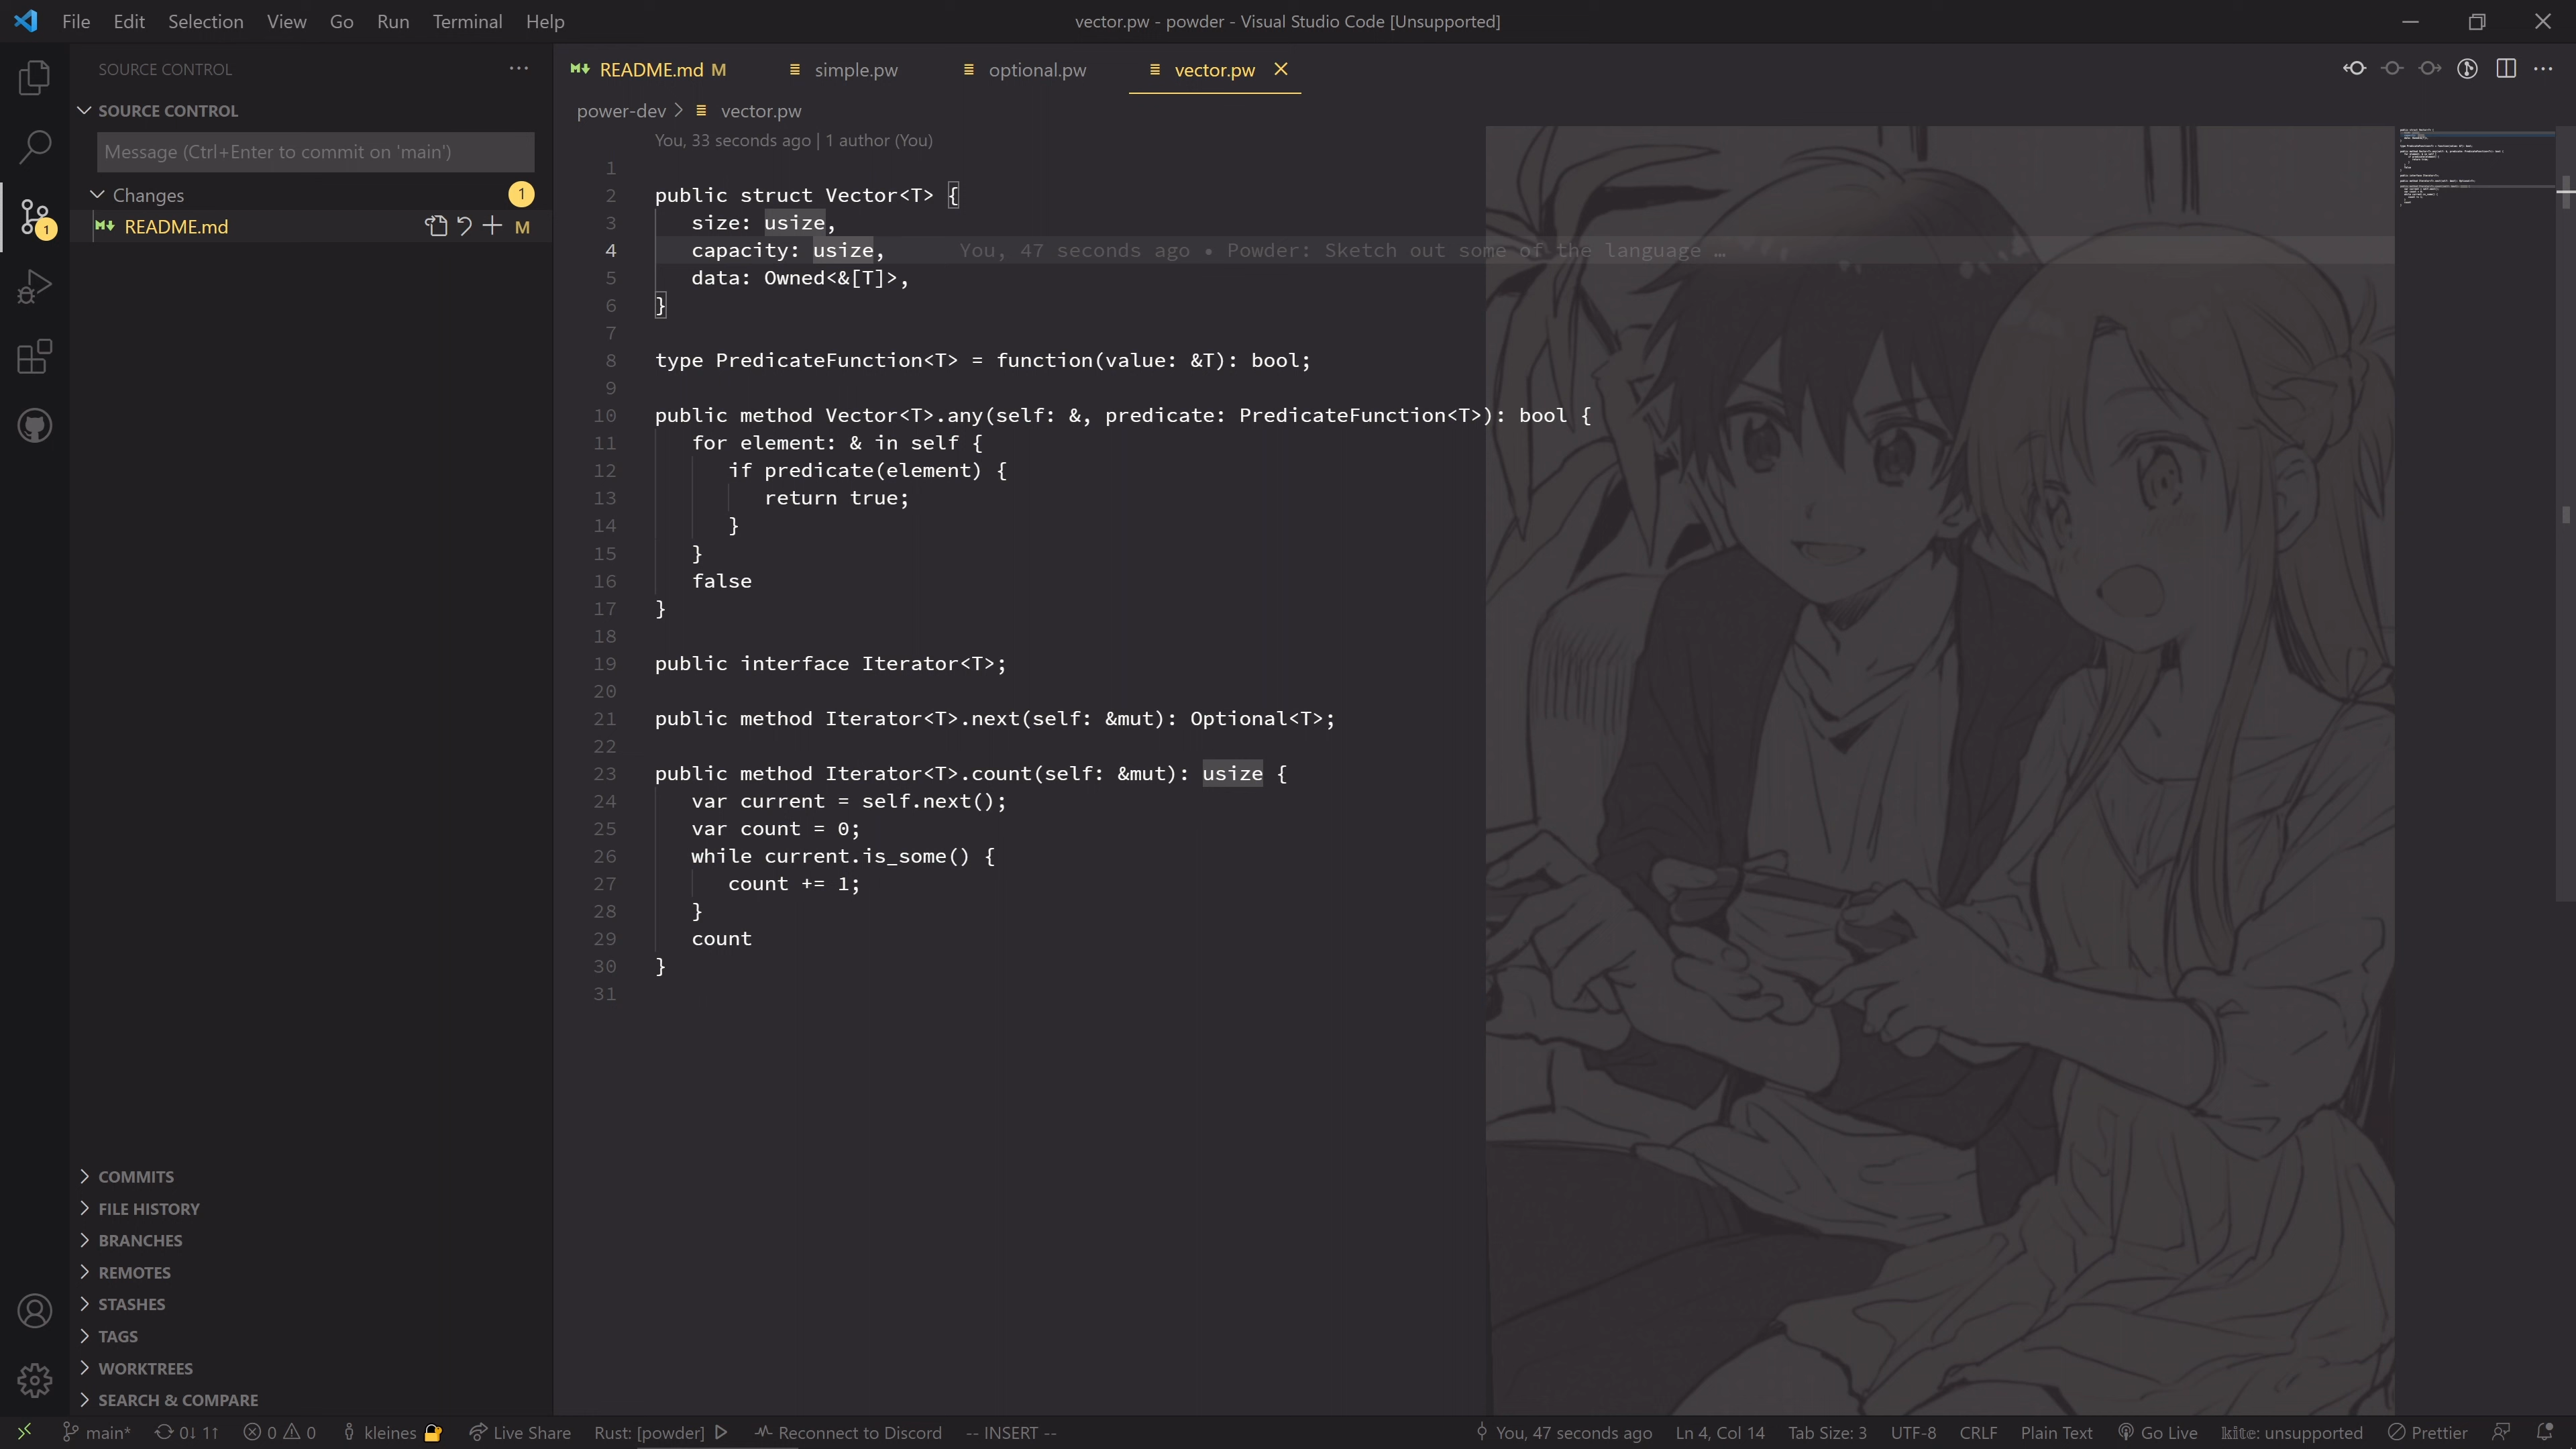 File Edit Selection View Go Run Terminal Help
vector.pw - powder - Visual Studio Code [Unsupported]
SOURCE CONTROL
SOURCE CONTROL
Message (Ctrl+Enter to commit on 'main')
Changes 1
README.md M
1
COMMITS
FILE HISTORY
BRANCHES
REMOTES
STASHES
TAGS
WORKTREES
SEARCH & COMPARE
README.md M simple.pw optional.pw vector.pw
power-dev > vector.pw
You, 33 seconds ago | 1 author (You)
1
2 public struct Vector<T> {
3 size: usize,
4 capacity: usize, You, 47 seconds ago • Powder: Sketch out some of the language …
5 data: Owned<&[T]>,
6 }
7
8 type PredicateFunction<T> = function(value: &T): bool;
9
10 public method Vector<T>.any(self: &, predicate: PredicateFunction<T>): bool {
11 for element: & in self {
12 if predicate(element) {
13 return true;
14 }
15 }
16 false
17 }
18
19 public interface Iterator<T>;
20
21 public method Iterator<T>.next(self: &mut): Optional<T>;
22
23 public method Iterator<T>.count(self: &mut): usize {
24 var current = self.next();
25 var count = 0;
26 while current.is_some() {
27 count += 1;
28 }
29 count
30 }
31
main* 0↓ 1↑ 0 0 kleines Live Share Rust: [powder] Reconnect to Discord -- INSERT -- You, 47 seconds ago Ln 4, Col 14 Tab Size: 3 UTF-8 CRLF Plain Text Go Live 𝕜𝕚𝕥𝕖: unsupported Prettier